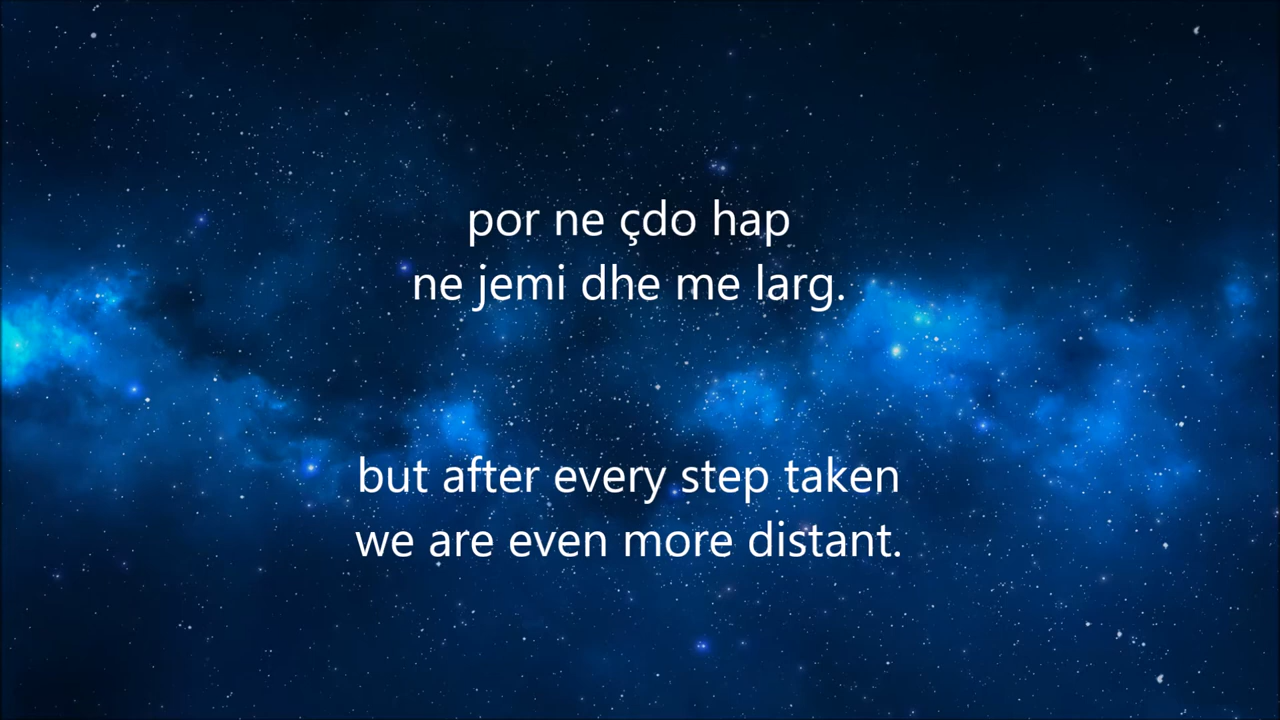 por ne çdo hap
ne jemi dhe me larg.
but after every step taken
we are even more distant.